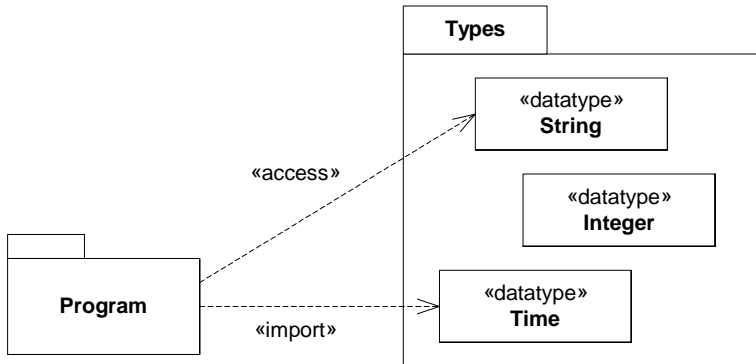 Types
«datatype»
String
«access»
«datatype»
Integer
Program
«datatype»
Time
«import»